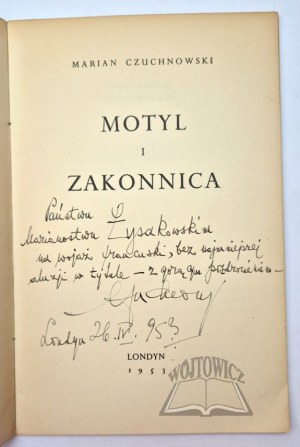 MARIAN CZUCHNOWSKI
MOTYL
I
ZAKONNICA
Państwu
Marianostwu Łysakowskim
na wojaż francuski, bez najmniejszej
aluzji w tytule – z gorącym pozdrowieniem –
Londyn 26.IV.953
LONDYN
1953
WÓJTOWICZ